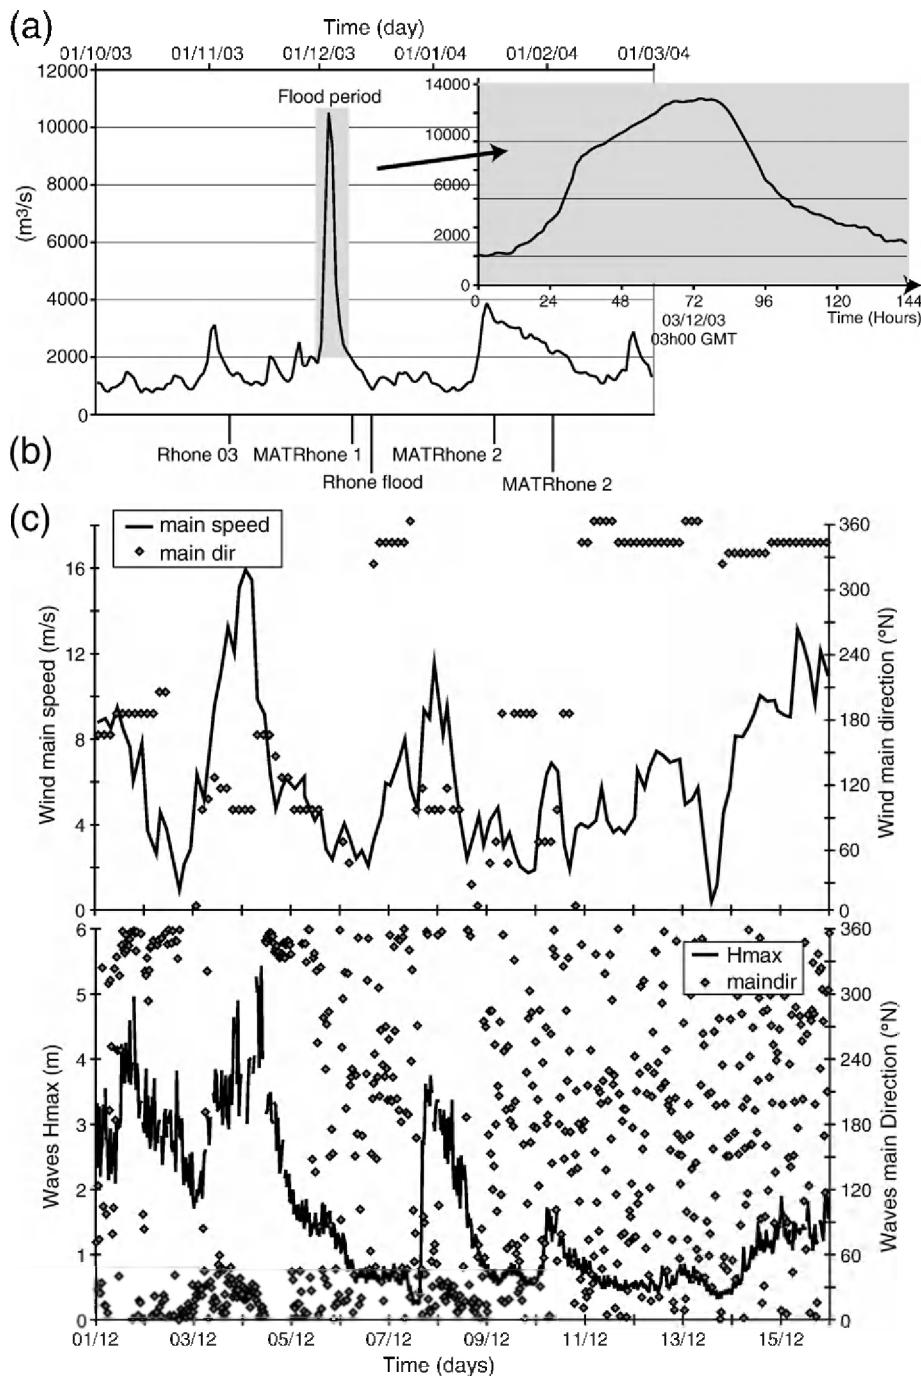 (a)
Time (day)
01/10/03 01/11/03 01/12/03 01/01/04 01/02/04 01/03/04
12000
10000
8000
6000
4000
2000
0
(m³/s)
Flood period
14000
10000
6000
2000
0
0 24 48 72 96 120 144
03/12/03
03h00 GMT
Time (Hours)
(b)
Rhone 03 MATRhone 1 MATRhone 2
Rhone flood MATRhone 2
(c)
main speed
main dir
16
12
8
4
0
Wind main speed (m/s)
360
300
240
180
120
60
0
Wind main direction (°N)
6
5
4
3
2
1
0
Waves Hmax (m)
Hmax
maindir
360
300
240
180
120
60
0
Waves main Direction (°N)
01/12 03/12 05/12 07/12 09/12 11/12 13/12 15/12
Time (days)